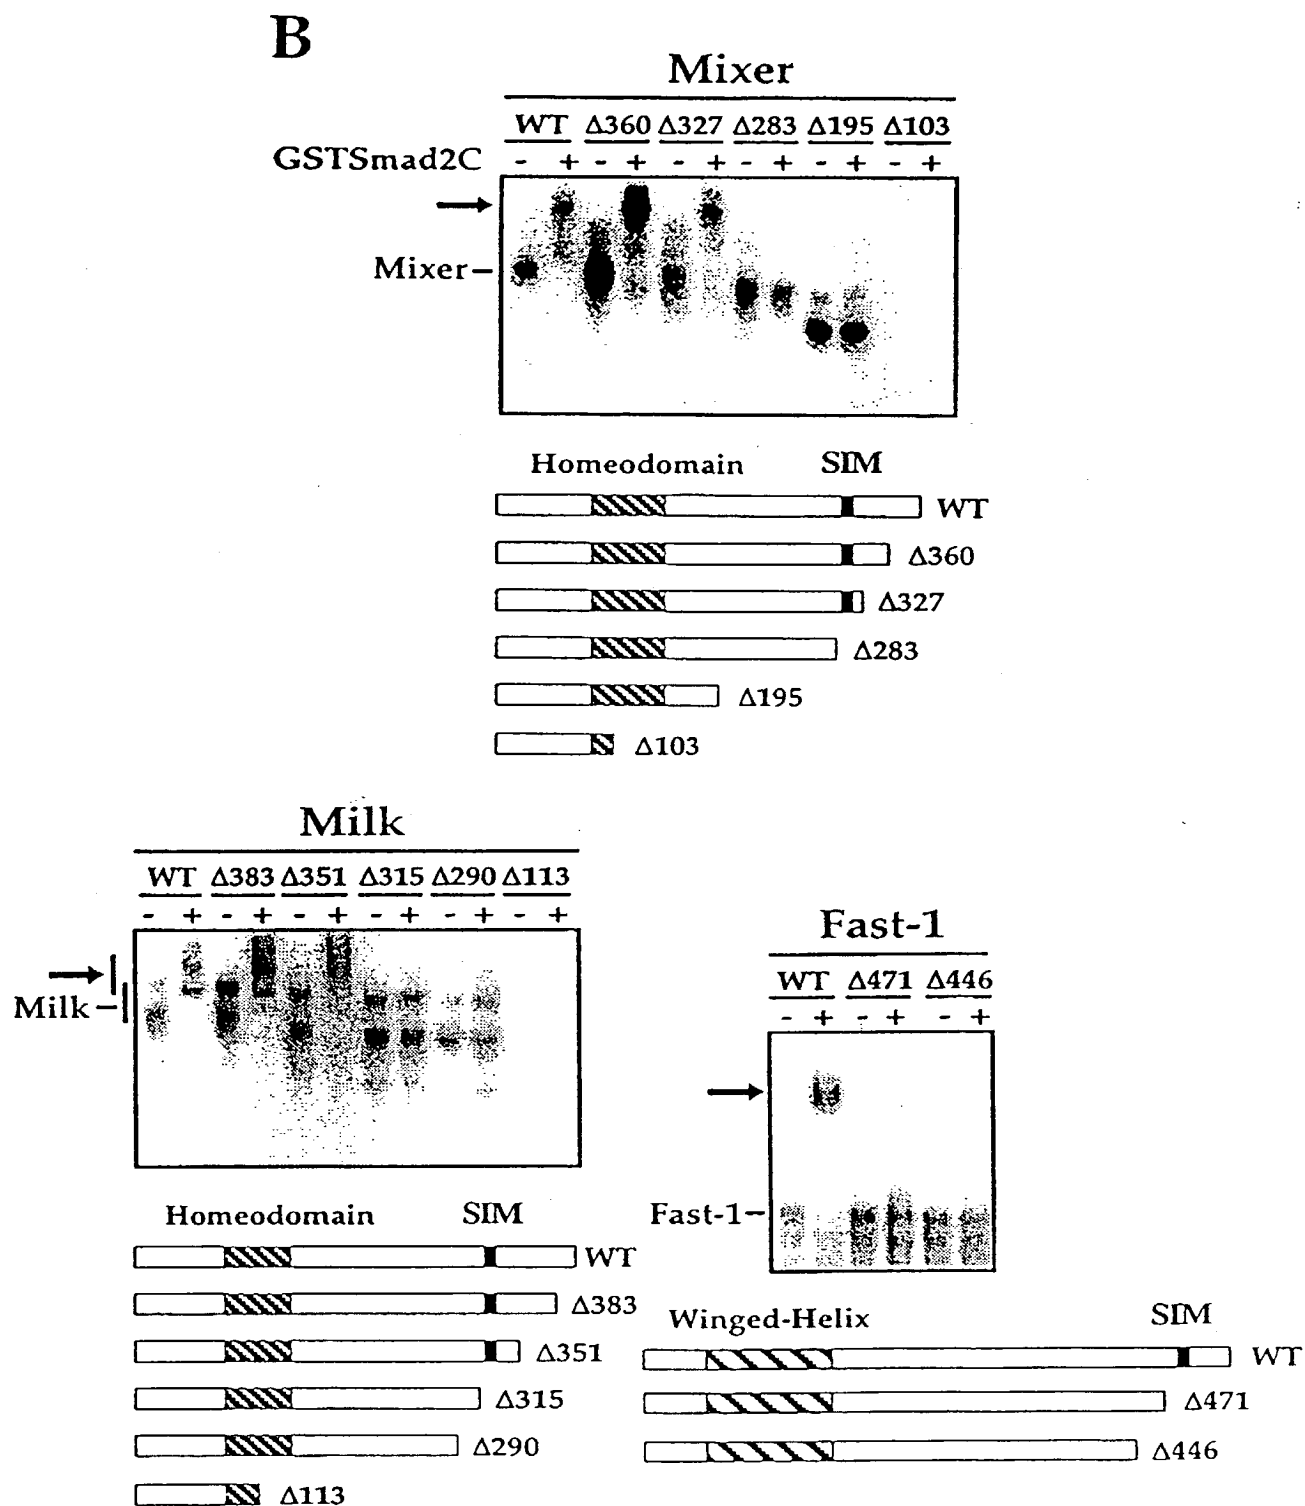 B
Mixer
WT Δ360 Δ327 Δ283 Δ195 Δ103
GSTSmad2C - + - + - + - + - + - +
Mixer–
Homeodomain SIM
WT
Δ360
Δ327
Δ283
Δ195
Δ103
Milk
WT Δ383 Δ351 Δ315 Δ290 Δ113
- + - + - + - + - + - +
Milk –
Homeodomain SIM
WT
Δ383
Δ351
Δ315
Δ290
Δ113
Fast-1
WT Δ471 Δ446
- + - + - +
Fast-1–
Winged-Helix SIM
WT
Δ471
Δ446